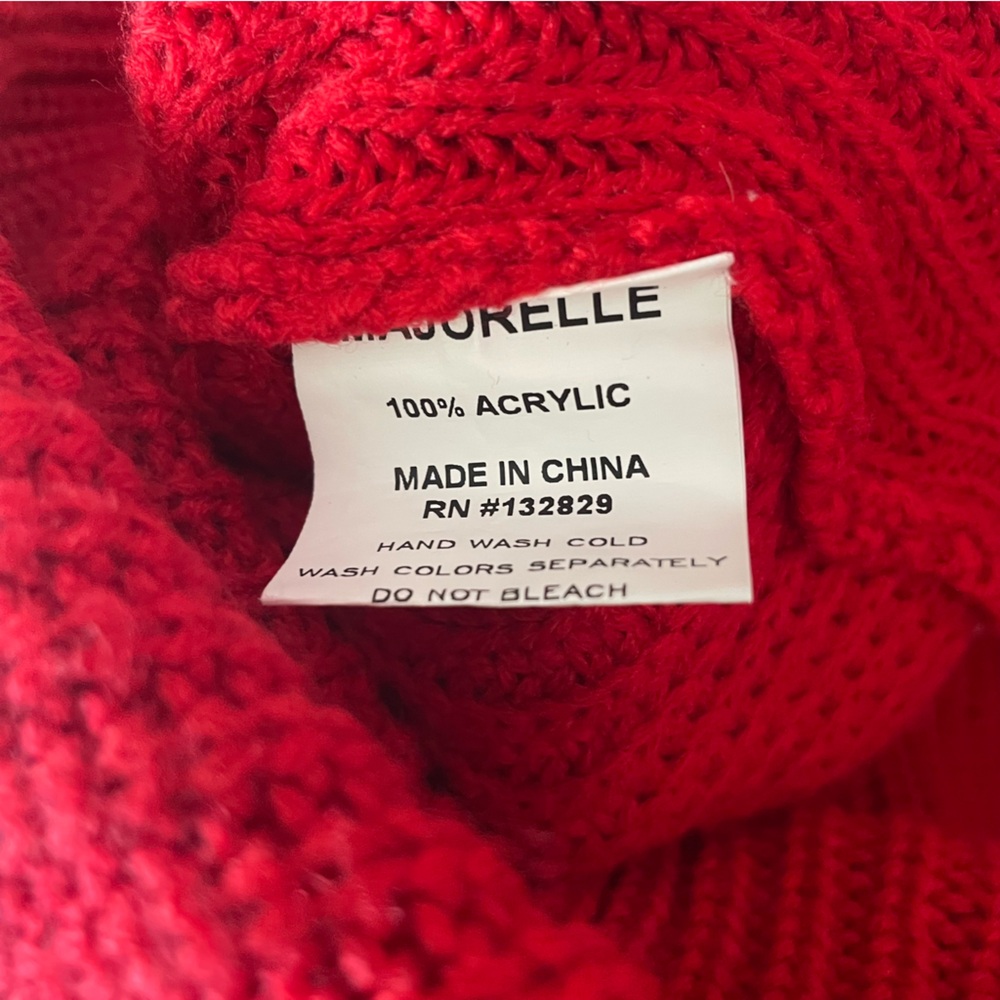 MAJORELLE
100% ACRYLIC
MADE IN CHINA
RN #132829
HAND WASH COLD
WASH COLORS SEPARATELY
DO NOT BLEACH